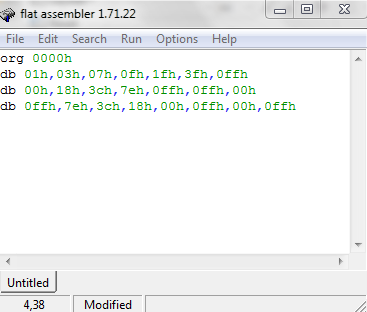 flat assembler 1.71.22
File Edit Search Run Options Help
org 0000h
db 01h,03h,07h,0fh,1fh,3fh,0ffh
db 00h,18h,3ch,7eh,0ffh,0ffh,00h
db 0ffh,7eh,3ch,18h,00h,0ffh,00h,0ffh
Untitled
4,38 Modified